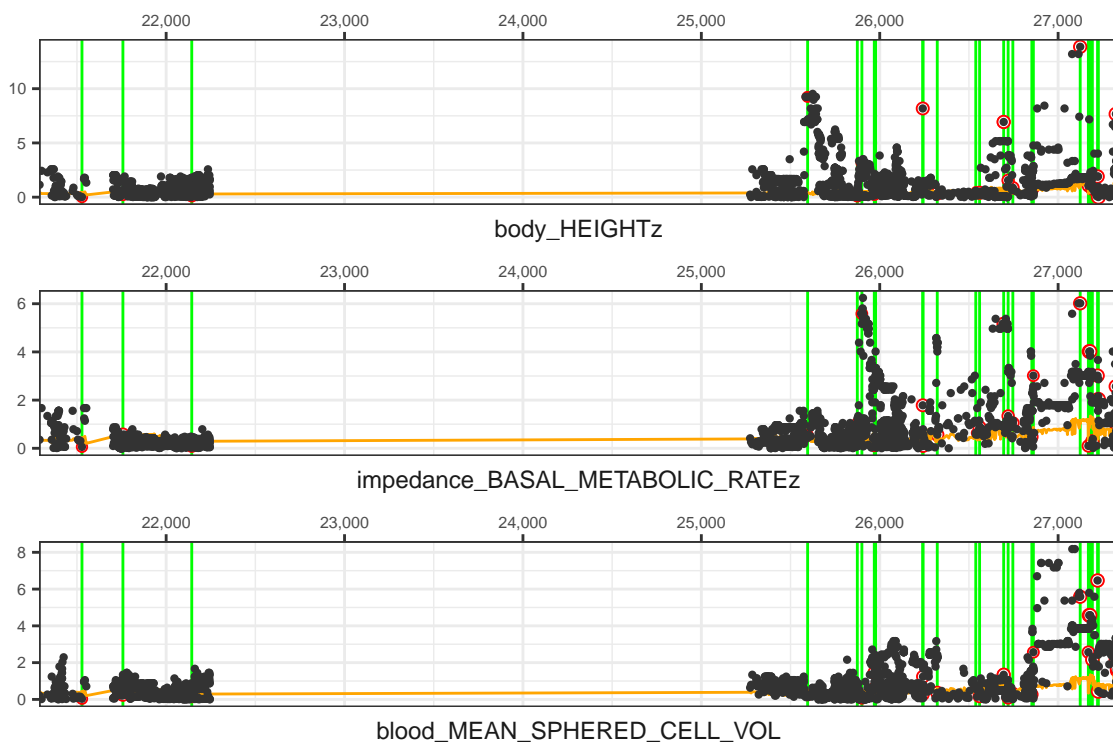 22,000 23,000 24,000 25,000 26,000 27,000
10
5
0
body_HEIGHTz
22,000 23,000 24,000 25,000 26,000 27,000
6
4
2
0
impedance_BASAL_METABOLIC_RATEz
22,000 23,000 24,000 25,000 26,000 27,000
8
6
4
2
0
blood_MEAN_SPHERED_CELL_VOL